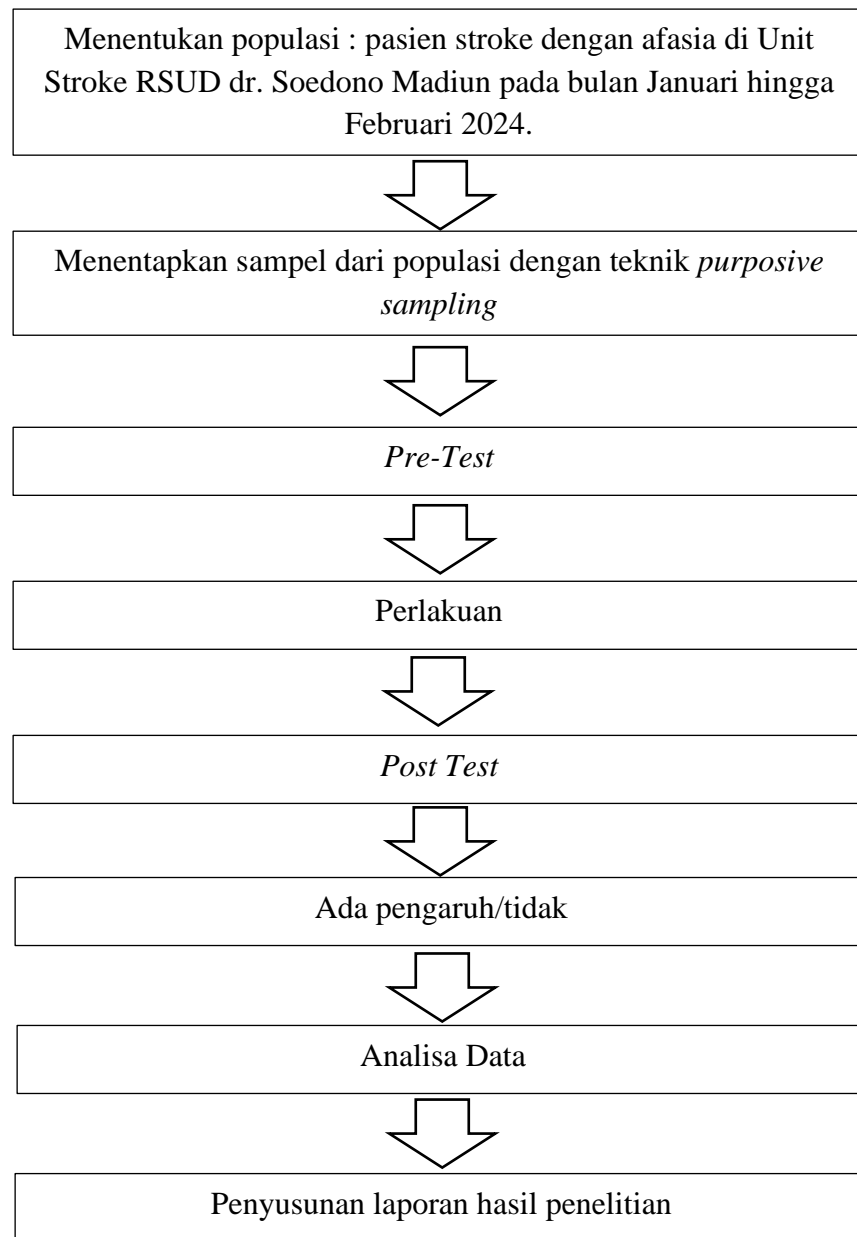 Menentukan populasi : pasien stroke dengan afasia di Unit
Stroke RSUD dr. Soedono Madiun pada bulan Januari hingga
Februari 2024.
Menentapkan sampel dari populasi dengan teknik purposive
sampling
Pre-Test
Perlakuan
Post Test
Ada pengaruh/tidak
Analisa Data
Penyusunan laporan hasil penelitian